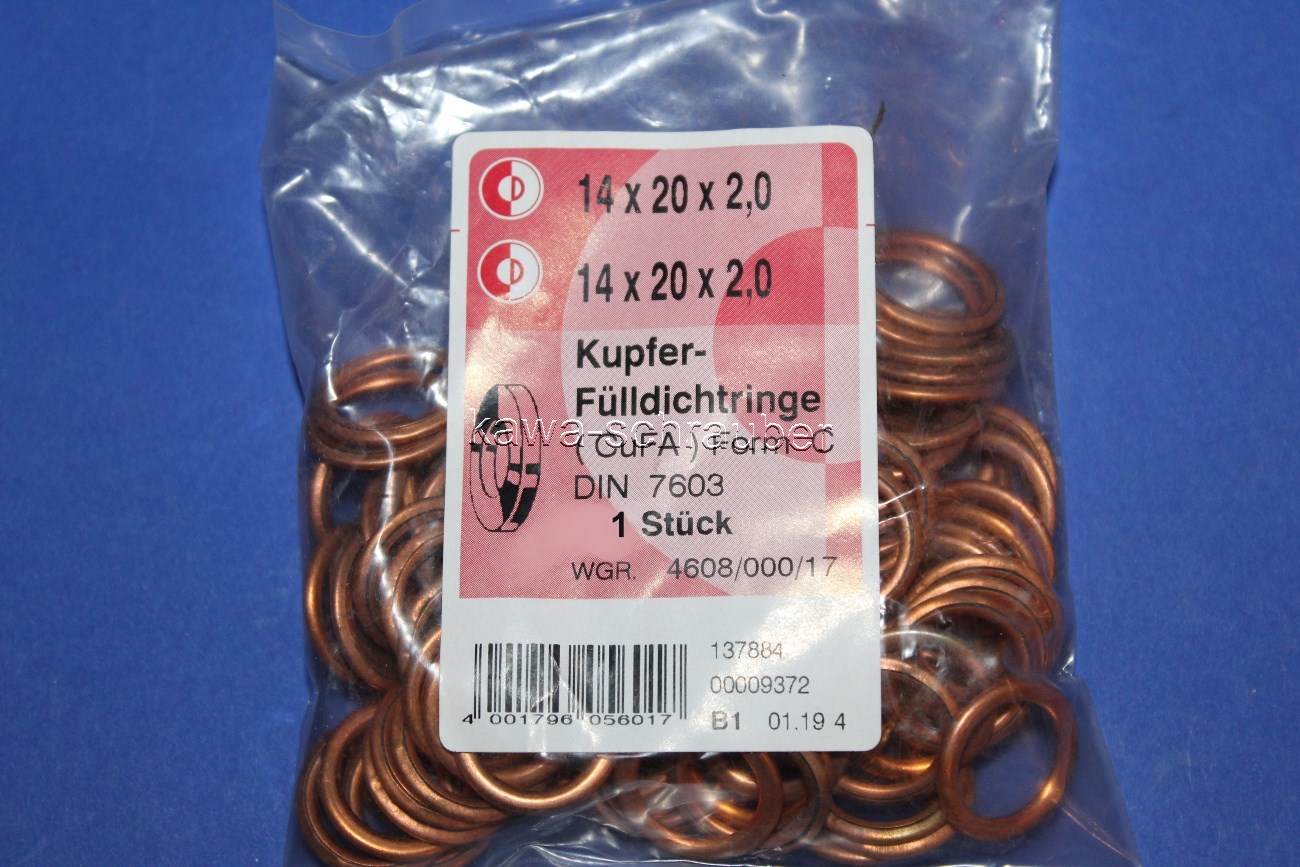 14 x 20 x 2,0
14 x 20 x 2,0
Kupfer-
Fülldichtringe
kawa-schrauber
( CuFA ) Form C
DIN 7603
1 Stück
WGR. 4608/000/17
137884
00009372
4 001796 056017
B1 01.19 4